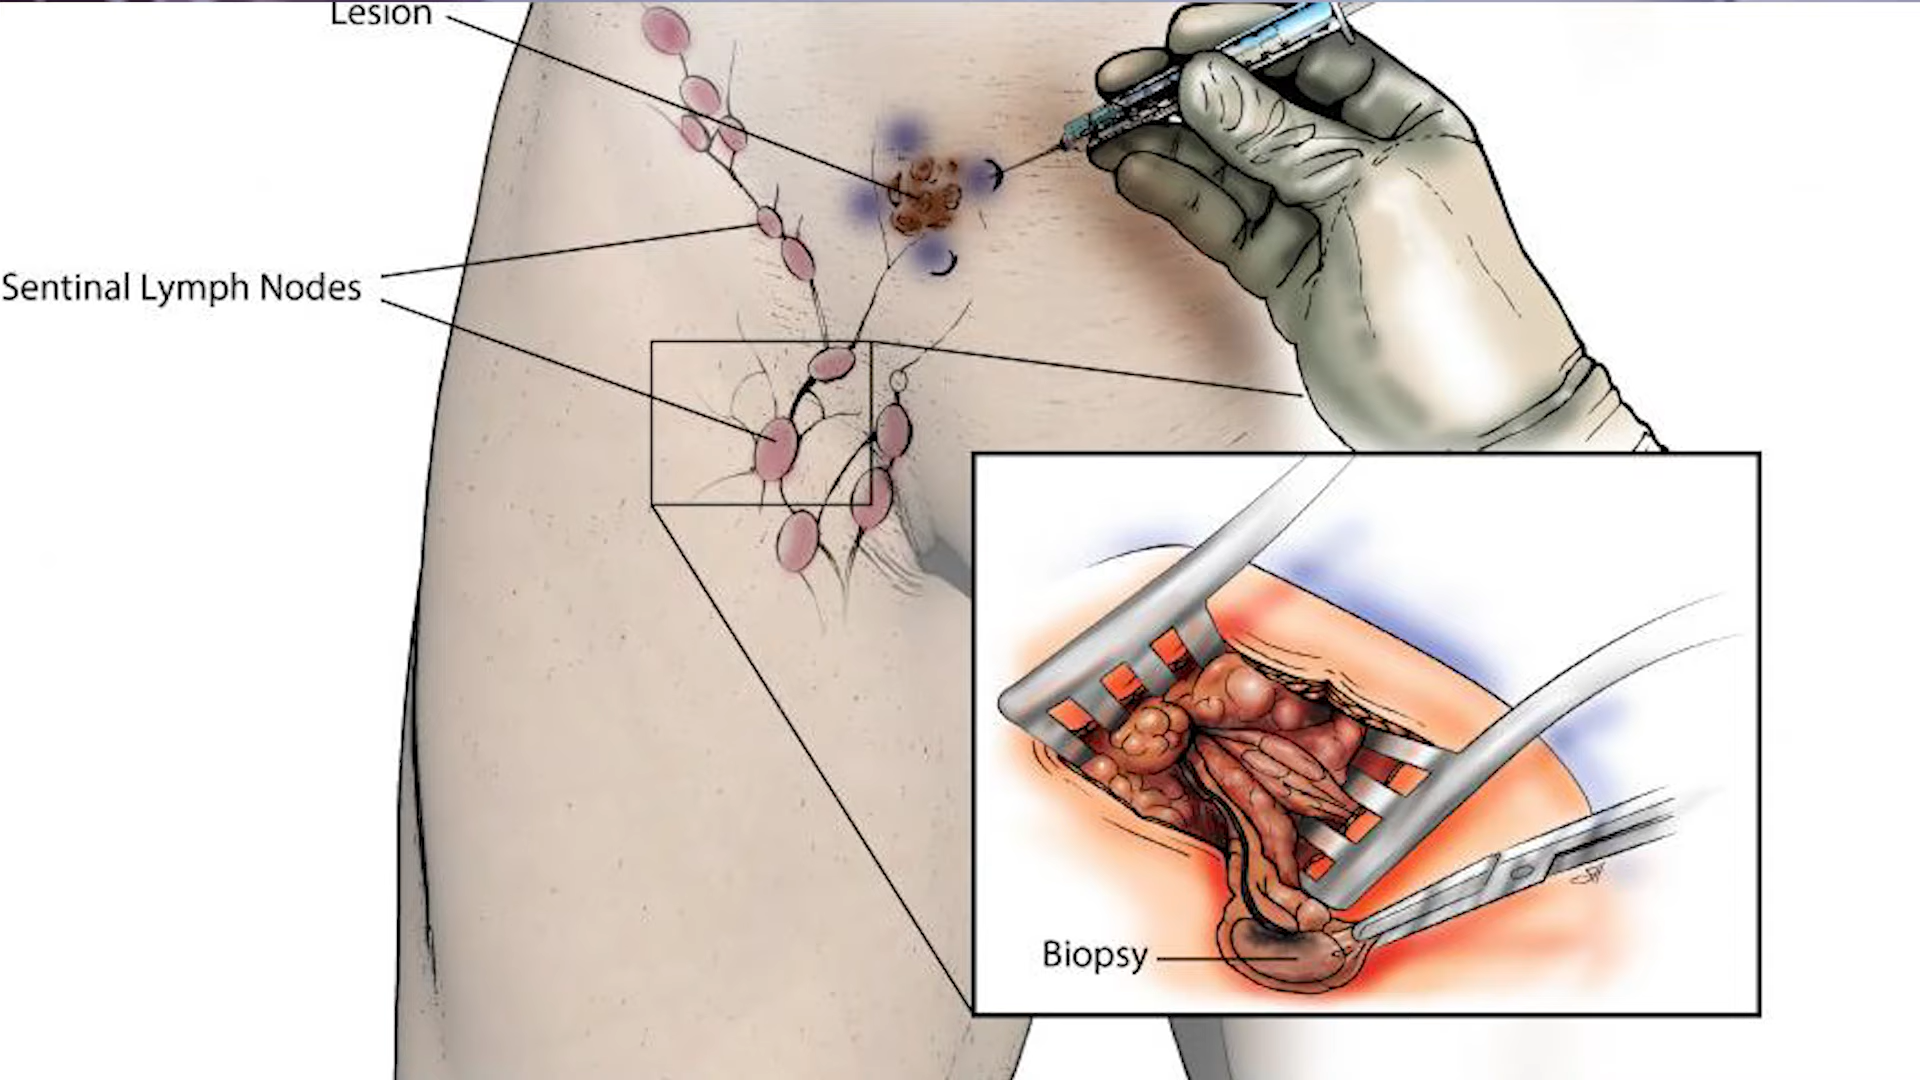 Lesion
Sentinal Lymph Nodes
Biopsy